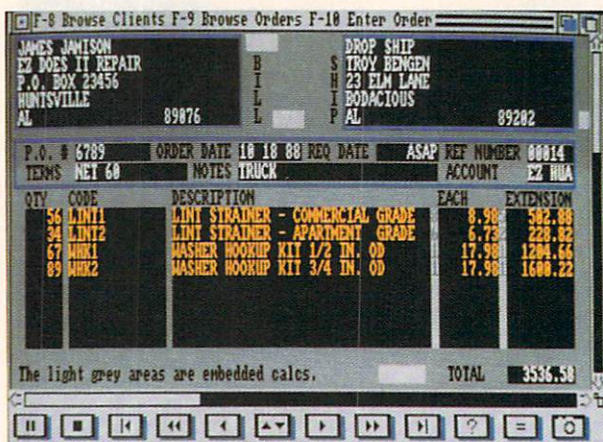 F-8 Browse Clients F-9 Browse Orders F-10 Enter Order
JAMES JAMISON
EZ DOES IT REPAIR
P.O. BOX 23456
HUNTSVILLE
AL 89076
BILL
SHIP
DROP SHIP
TROY BENGEN
23 ELM LANE
BODACIOUS
AL 89202
P.O. # 6789 ORDER DATE 10 18 88 REQ DATE ASAP REF NUMBER 00014
TERMS NET 60 NOTES TRUCK ACCOUNT EZ HUA
QTY CODE DESCRIPTION EACH EXTENSION
56 LINT1 LINT STRAINER - COMMERCIAL GRADE 8.98 502.88
34 LINT2 LINT STRAINER - APARTMENT GRADE 6.73 228.82
67 WHK1 WASHER HOOKUP KIT 1/2 IN. OD 17.98 1204.66
89 WHK2 WASHER HOOKUP KIT 3/4 IN. OD 17.98 1600.22
The light grey areas are embedded calcs. TOTAL 3536.58
? =